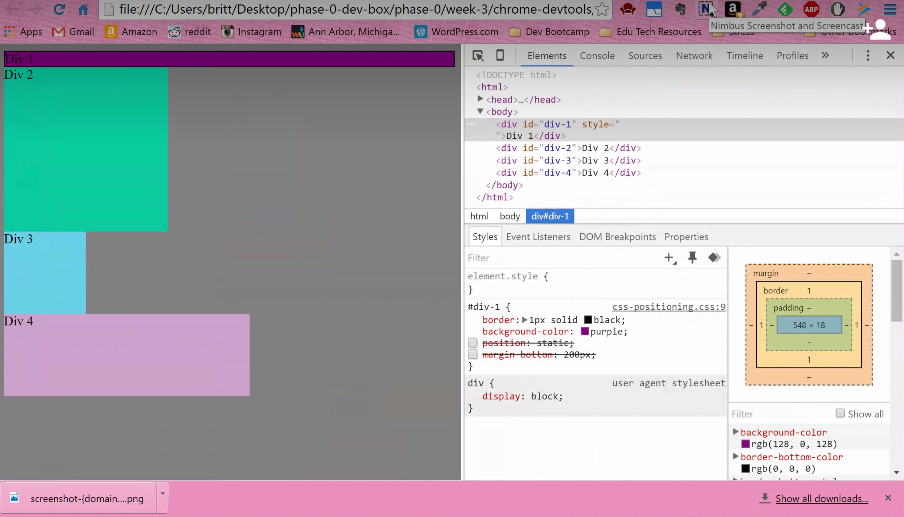 file:///C:/Users/britt/Desktop/phase-0-dev-box/phase-0/week-3/chrome-devtools,
N a ABP
Nimbus Screenshot and Screencast
Apps Gmail Amazon reddit Instagram Ann Arbor, Michiga... WordPress.com Dev Bootcamp Edu Tech Resources Stress
Div 1
Div 2
Div 3
Div 4
Elements Console Sources Network Timeline Profiles »
<!DOCTYPE html>
<html>
<head>…</head>
<body>
<div id="div-1" style="
">Div 1</div>
<div id="div-2">Div 2</div>
<div id="div-3">Div 3</div>
<div id="div-4">Div 4</div>
</body>
</html>
html body div#div-1
Styles Event Listeners DOM Breakpoints Properties
Filter
element.style {
}
#div-1 { css-positioning.css:9
border: 1px solid black;
background-color: purple;
position: static;
margin bottom: 200px;
}
div { user agent stylesheet
display: block;
}
margin –
border 1
padding –
– 1 – 548 × 18 – 1 –
–
1
–
Filter Show all
background-color
rgb(128, 0, 128)
border-bottom-color
rgb(0, 0, 0)
screenshot-{domain....png
Show all downloads...